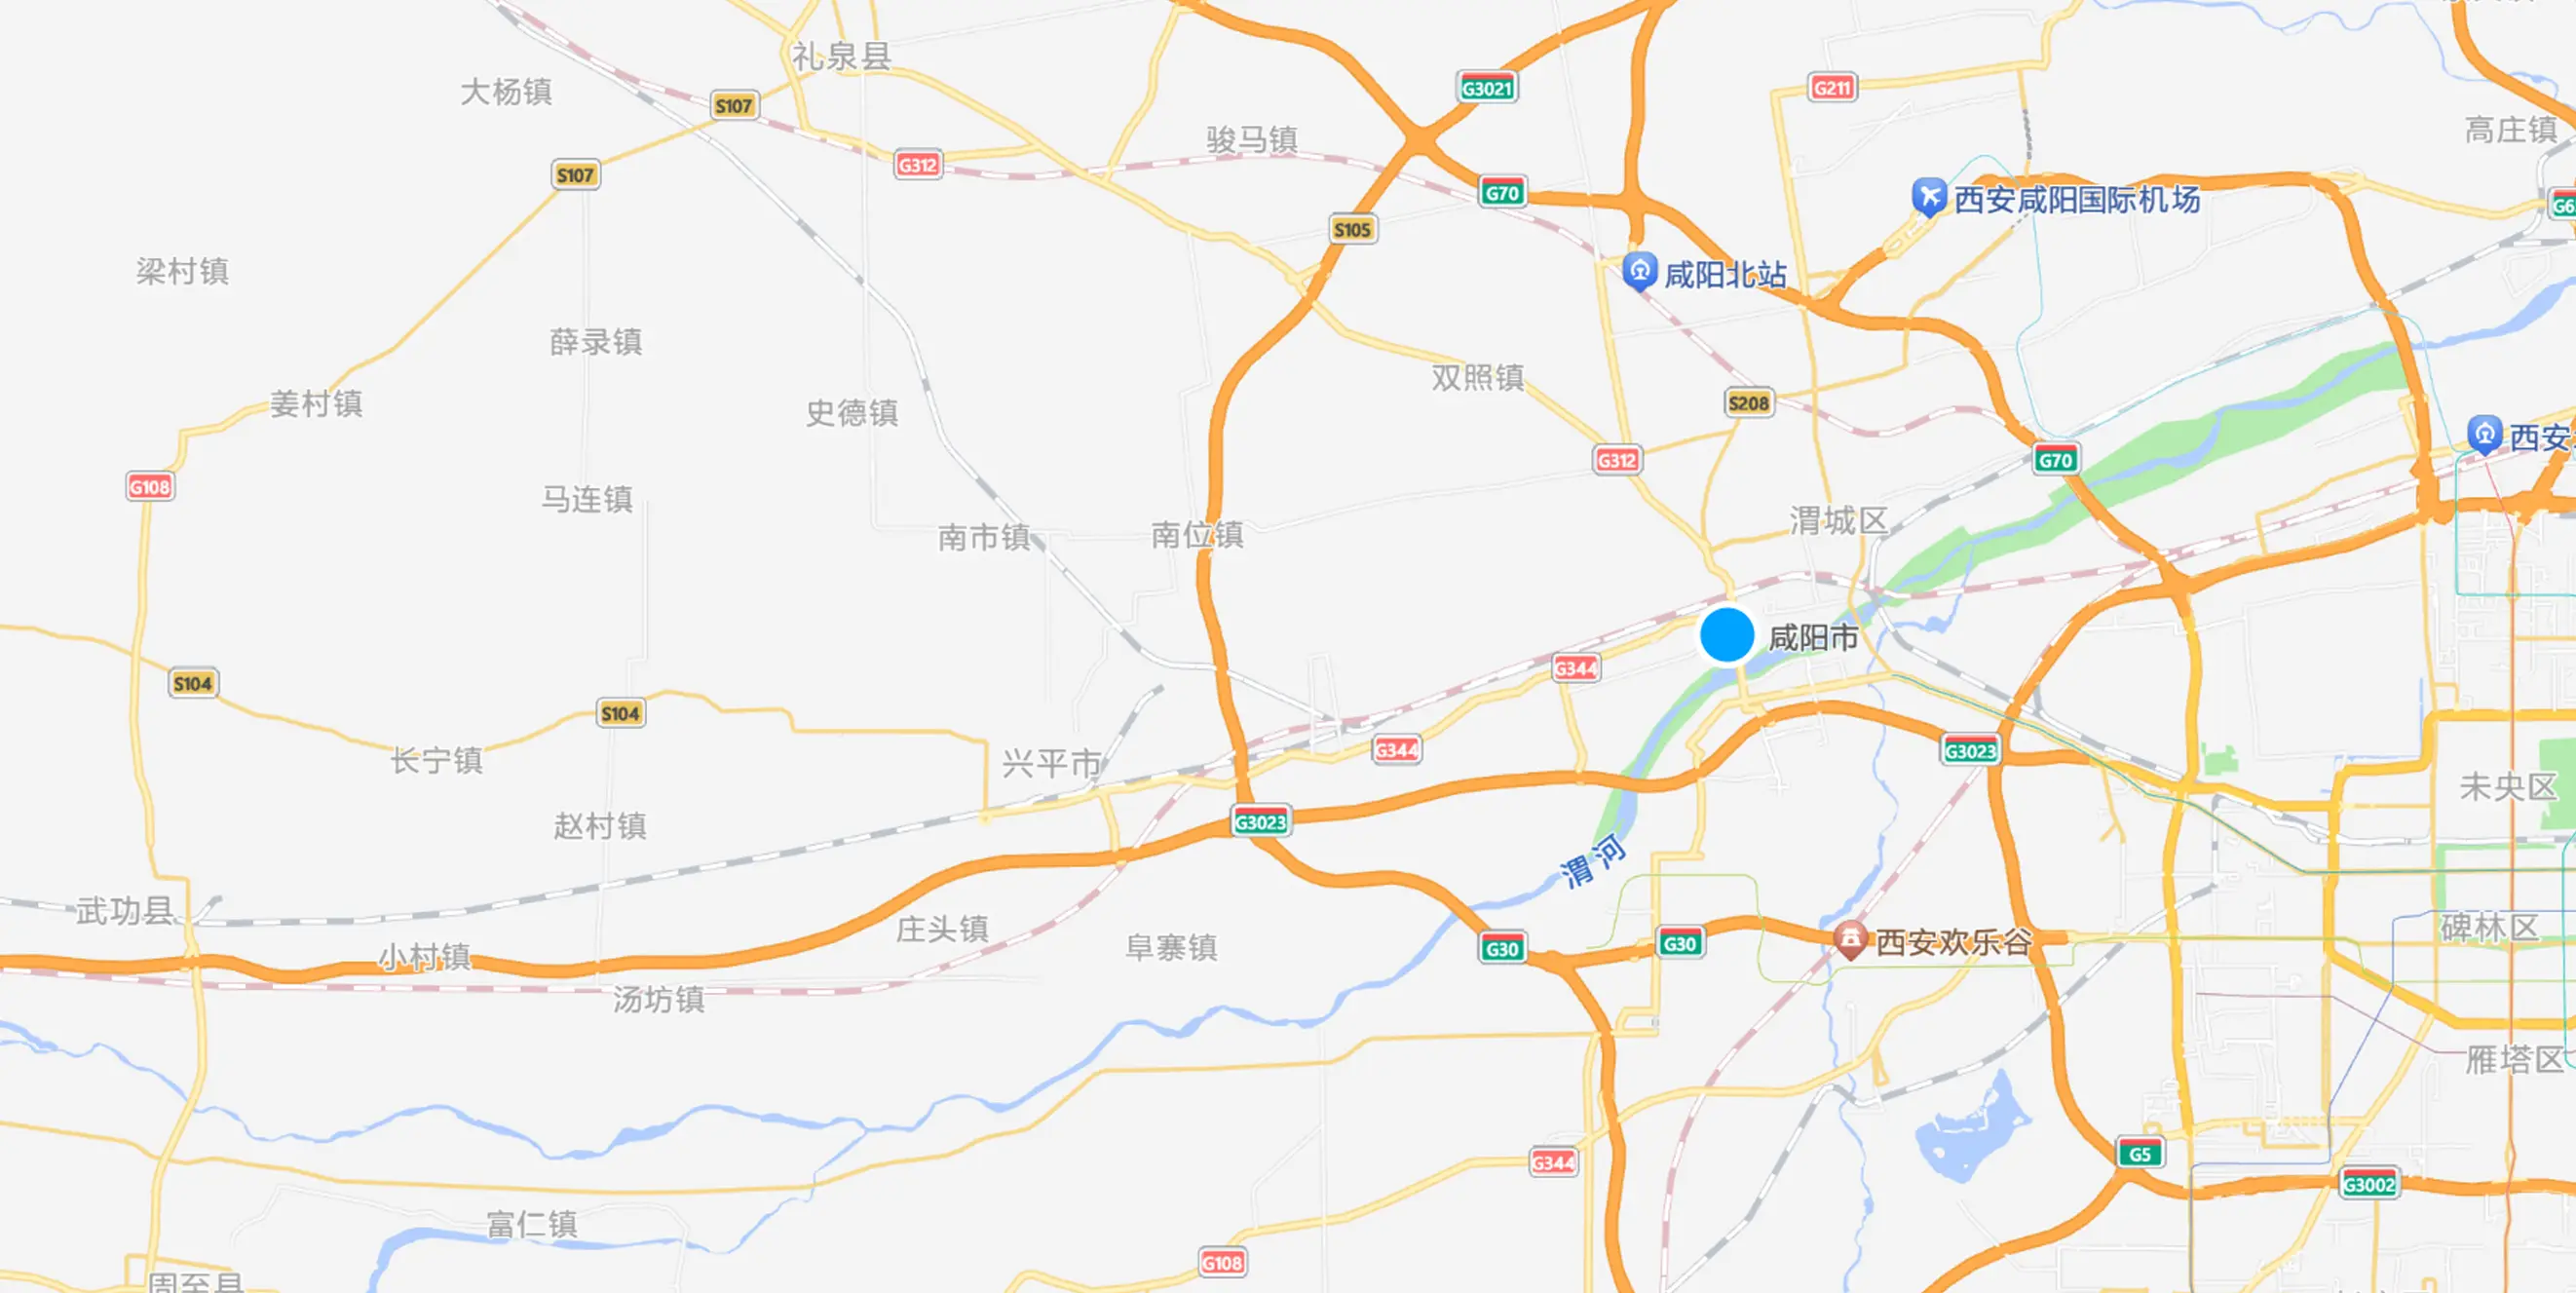 礼泉县
大杨镇
G3021
G211
S107
高庄镇
骏马镇
G312
S107
G70
西安咸阳国际机场
S105
梁村镇
咸阳北站
薛录镇
双照镇
姜村镇
S208
史德镇
西安
G312
G70
G108
马连镇
渭城区
南市镇
南位镇
咸阳市
G344
S104
S104
G344
G3023
长宁镇
兴平市
未央区
G3023
赵村镇
渭河
武功县
庄头镇
碑林区
小村镇
阜寨镇
G30
G30
西安欢乐谷
汤坊镇
雁塔区
G5
G344
G3002
富仁镇
G108
周至县